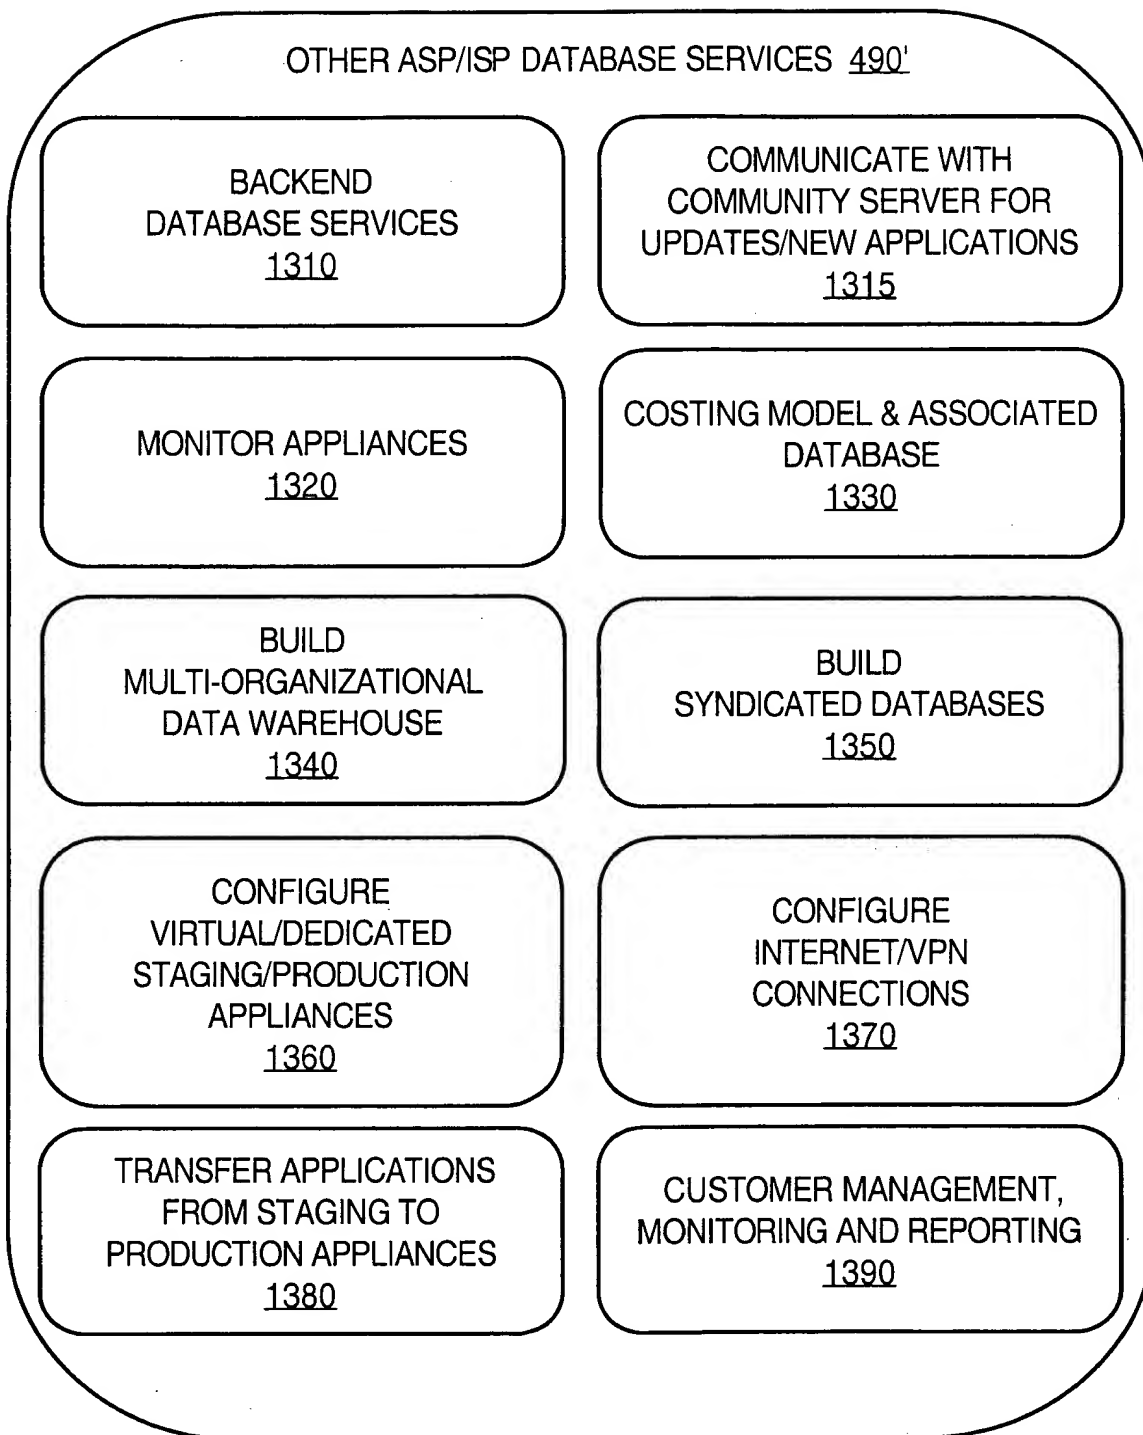 OTHER ASP/ISP DATABASE SERVICES 490'
BACKEND
DATABASE SERVICES
1310
COMMUNICATE WITH
COMMUNITY SERVER FOR
UPDATES/NEW APPLICATIONS
1315
MONITOR APPLIANCES
1320
COSTING MODEL & ASSOCIATED
DATABASE
1330
BUILD
MULTI-ORGANIZATIONAL
DATA WAREHOUSE
1340
BUILD
SYNDICATED DATABASES
1350
CONFIGURE
VIRTUAL/DEDICATED
STAGING/PRODUCTION
APPLIANCES
1360
CONFIGURE
INTERNET/VPN
CONNECTIONS
1370
TRANSFER APPLICATIONS
FROM STAGING TO
PRODUCTION APPLIANCES
1380
CUSTOMER MANAGEMENT,
MONITORING AND REPORTING
1390